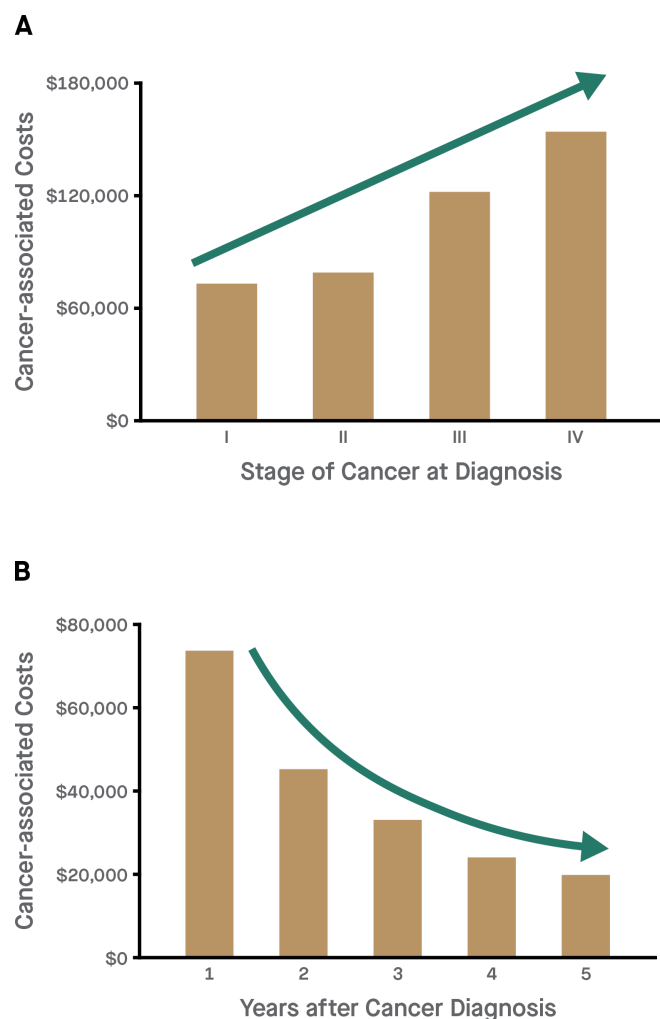 A
Cancer-associated Costs
$180,000
$120,000
$60,000
$0
I II III IV
Stage of Cancer at Diagnosis
B
Cancer-associated Costs
$80,000
$60,000
$40,000
$20,000
$0
1 2 3 4 5
Years after Cancer Diagnosis